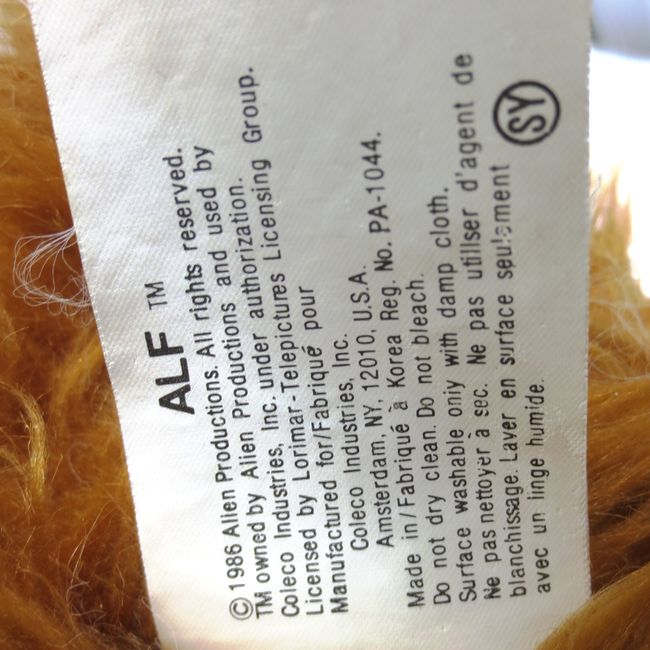 ALF TM
© 1986 Alien Productions. All rights reserved.
TM owned by Alien Productions and used by
Coleco Industries, Inc. under authorization.
Licensed by Lorimar-Telepictures Licensing Group.
Manufactured for/Fabriqué pour
Coleco Industries, Inc.
Amsterdam, NY, 12010, U.S.A.
Made in/Fabriqué à Korea Reg. No. PA-1044.
Do not dry clean. Do not bleach.
Surface washable only with damp cloth.
Ne pas nettoyer à sec. Ne pas utiliser d'agent de
blanchissage. Laver en surface seulement
avec un linge humide.
SY